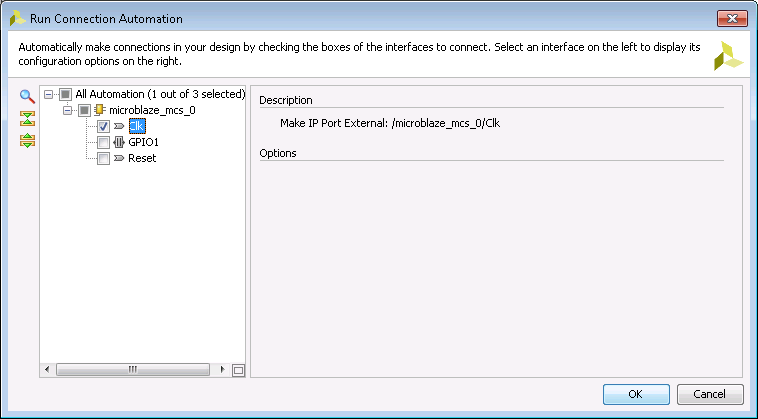 Run Connection Automation
Automatically make connections in your design by checking the boxes of the interfaces to connect. Select an interface on the left to display its
configuration options on the right.
All Automation (1 out of 3 selected)
microblaze_mcs_0
Clk
GPIO1
Reset
Description
Make IP Port External: /microblaze_mcs_0/Clk
Options
OK
Cancel